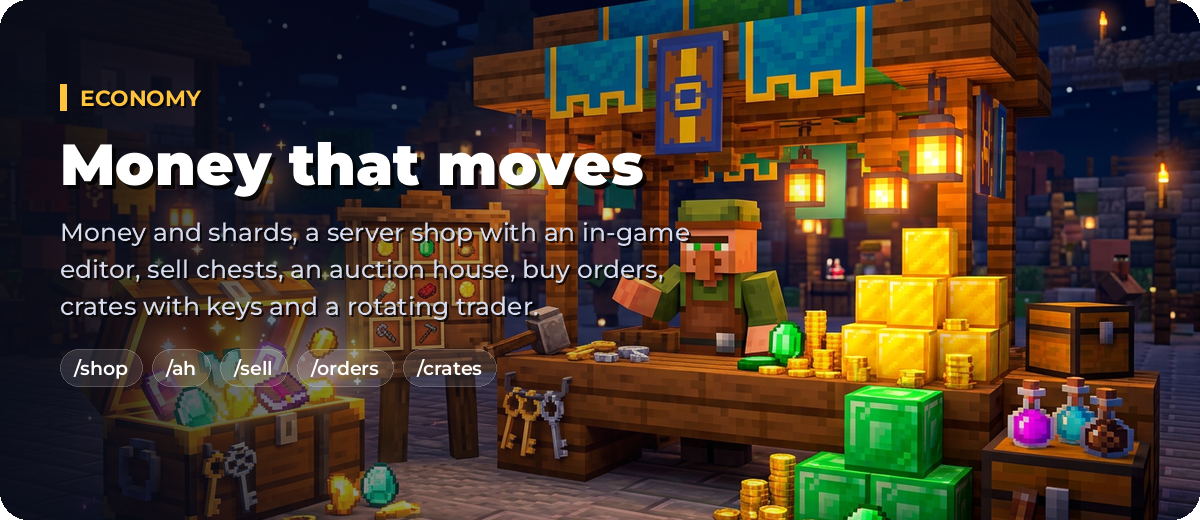 ECONOMY
Money that moves
Money and shards, a server shop with an in-game
editor, sell chests, an auction house, buy orders,
crates with keys and a rotating trader.
/shop /ah /sell /orders /crates